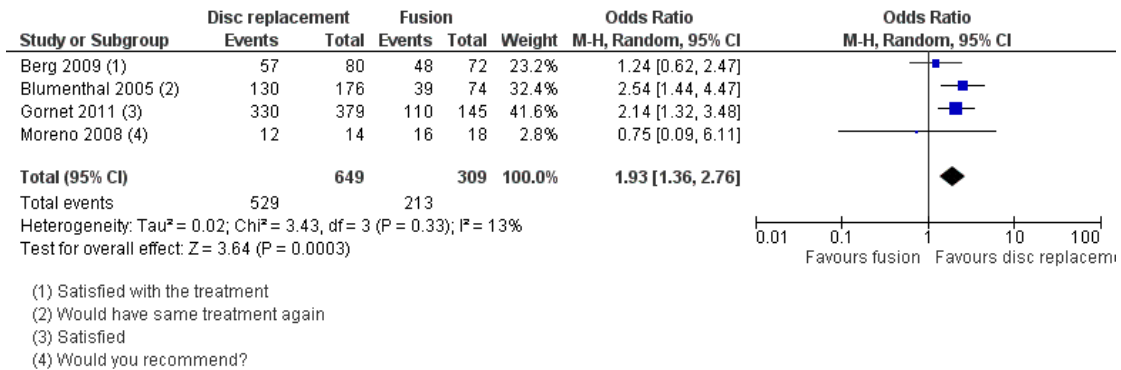 Disc replacement Fusion Odds Ratio Odds Ratio
Study or Subgroup Events Total Events Total Weight M-H, Random, 95% CI M-H, Random, 95% CI
Berg 2009 (1) 57 80 48 72 23.2% 1.24 [0.62, 2.47]
Blumenthal 2005 (2) 130 176 39 74 32.4% 2.54 [1.44, 4.47]
Gornet 2011 (3) 330 379 110 145 41.6% 2.14 [1.32, 3.48]
Moreno 2008 (4) 12 14 16 18 2.8% 0.75 [0.09, 6.11]
Total (95% CI) 649 309 100.0% 1.93 [1.36, 2.76]
Total events 529 213
Heterogeneity: Tau² = 0.02; Chi² = 3.43, df = 3 (P = 0.33); I² = 13%
Test for overall effect: Z = 3.64 (P = 0.0003)
0.01 0.1 1 10 100
Favours fusion Favours disc replacem
(1) Satisfied with the treatment
(2) Would have same treatment again
(3) Satisfied
(4) Would you recommend?